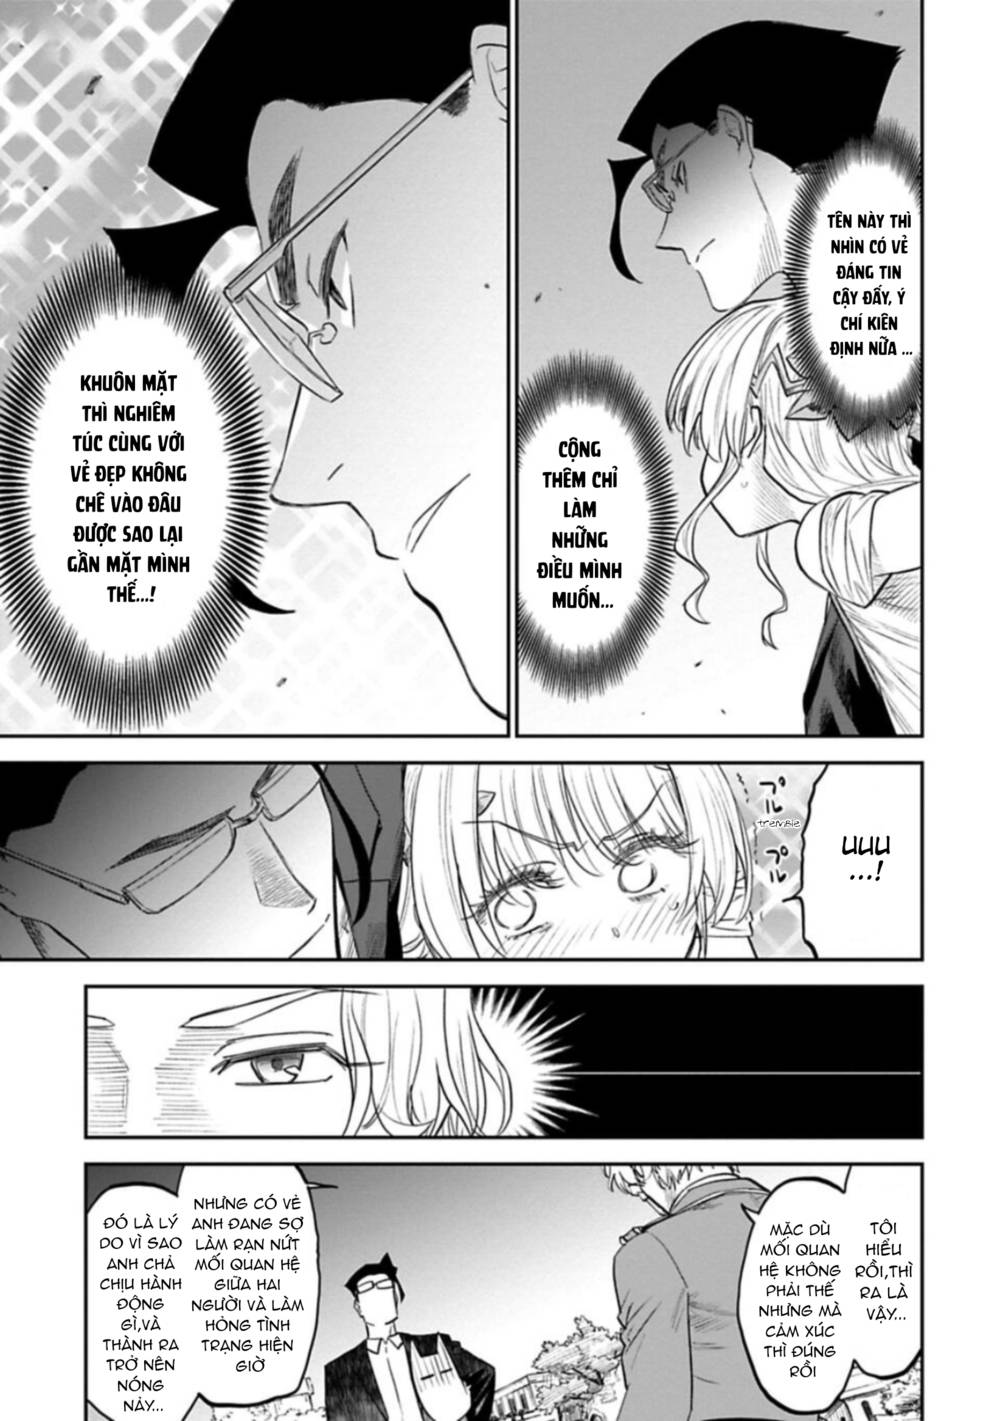 TÊN NÀY THÌ
NHÌN CÓ VẺ
ĐÁNG TIN
CẬY ĐẤY, Ý
CHÍ KIÊN
ĐỊNH NỮA ...
CỘNG
THÊM CHỈ
LÀM
NHỮNG
ĐIỀU MÌNH
MUỐN...
KHUÔN MẶT
THÌ NGHIÊM
TÚC CÙNG VỚI
VẺ ĐẸP KHÔNG
CHÊ VÀO ĐÂU
ĐƯỢC SAO LẠI
GẦN MẶT MÌNH
THẾ...!
UUU
...!
プル
tremble
プル
TÔI
HIỂU
RỒI,THÌ
RA LÀ
VẬY...
MẶC DÙ
MỐI QUAN
HỆ KHÔNG
PHẢI THẾ
NHƯNG MÀ
CẢM XÚC
THÌ ĐÚNG
RỒI
NHƯNG CÓ VẺ
ANH ĐANG SỢ
LÀM RẠN NỨT
MỐI QUAN HỆ
GIỮA HAI
NGƯỜI VÀ LÀM
HỎNG TÌNH
TRẠNG HIỆN
GIỜ
ĐÓ LÀ LÝ
DO VÌ SAO
ANH CHẢ
CHỊU HÀNH
ĐỘNG
GÌ,VÀ
THÀNH RA
TRỞ NÊN
NÓNG
NẢY...